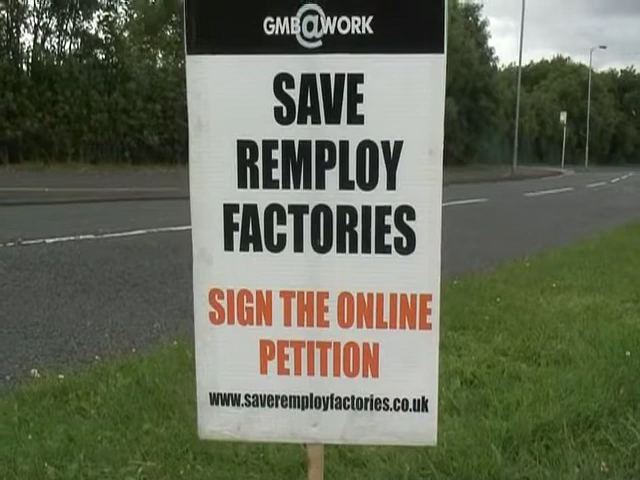 GMB@WORK
SAVE
REMPLOY
FACTORIES
SIGN THE ONLINE
PETITION
www.saveremployfactories.co.uk